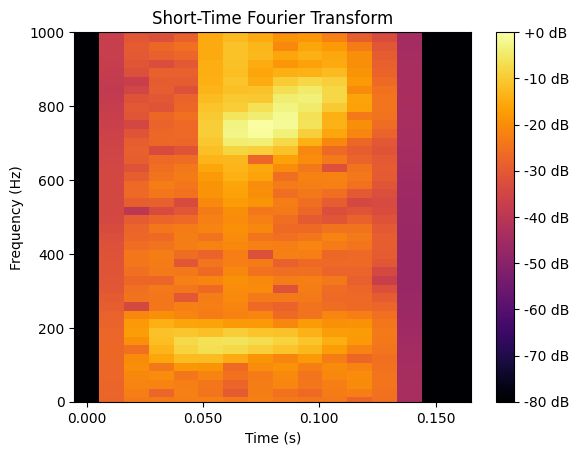 Short-Time Fourier Transform
1000
800
600
400
200
0
Frequency (Hz)
0.000
0.050
0.100
0.150
Time (s)
+0 dB
-10 dB
-20 dB
-30 dB
-40 dB
-50 dB
-60 dB
-70 dB
-80 dB